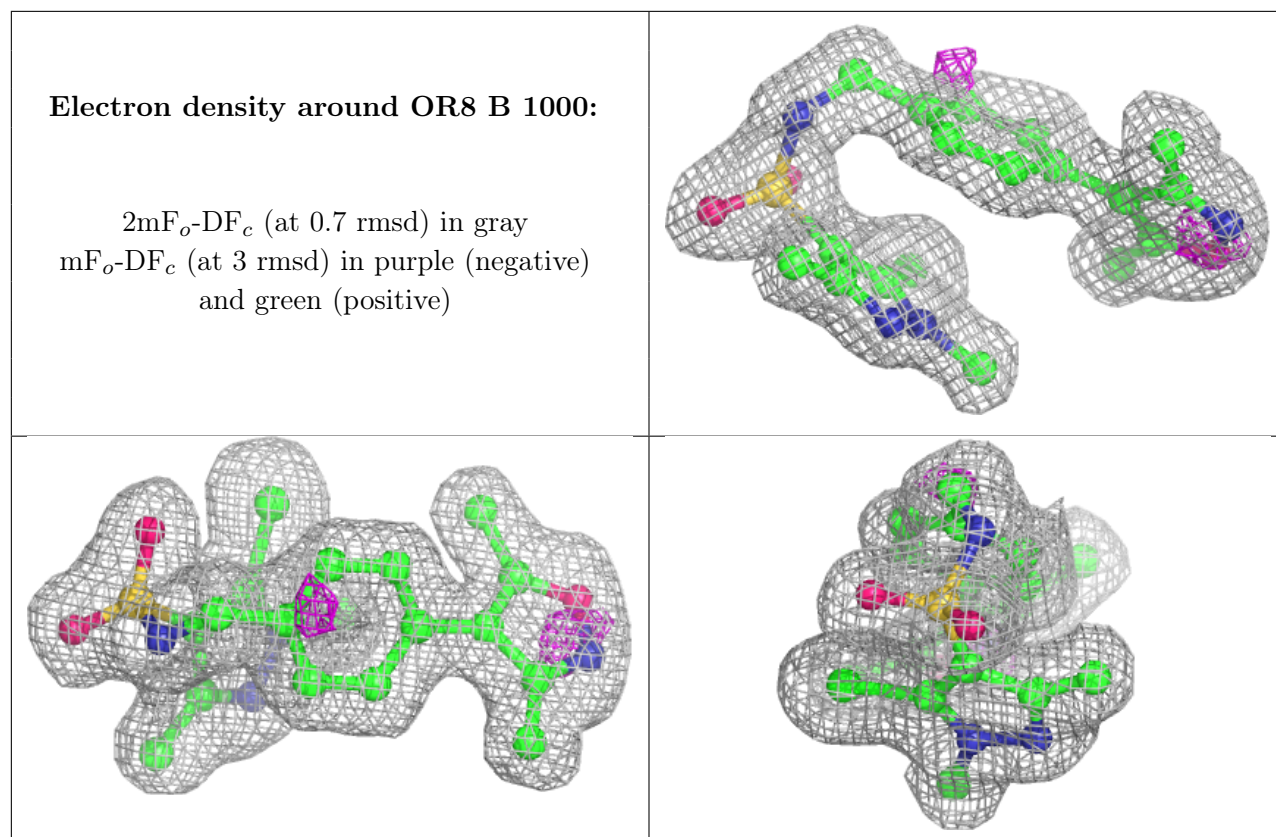 Electron density around OR8 B 1000:
2mFo-DFc (at 0.7 rmsd) in gray
mFo-DFc (at 3 rmsd) in purple (negative)
and green (positive)